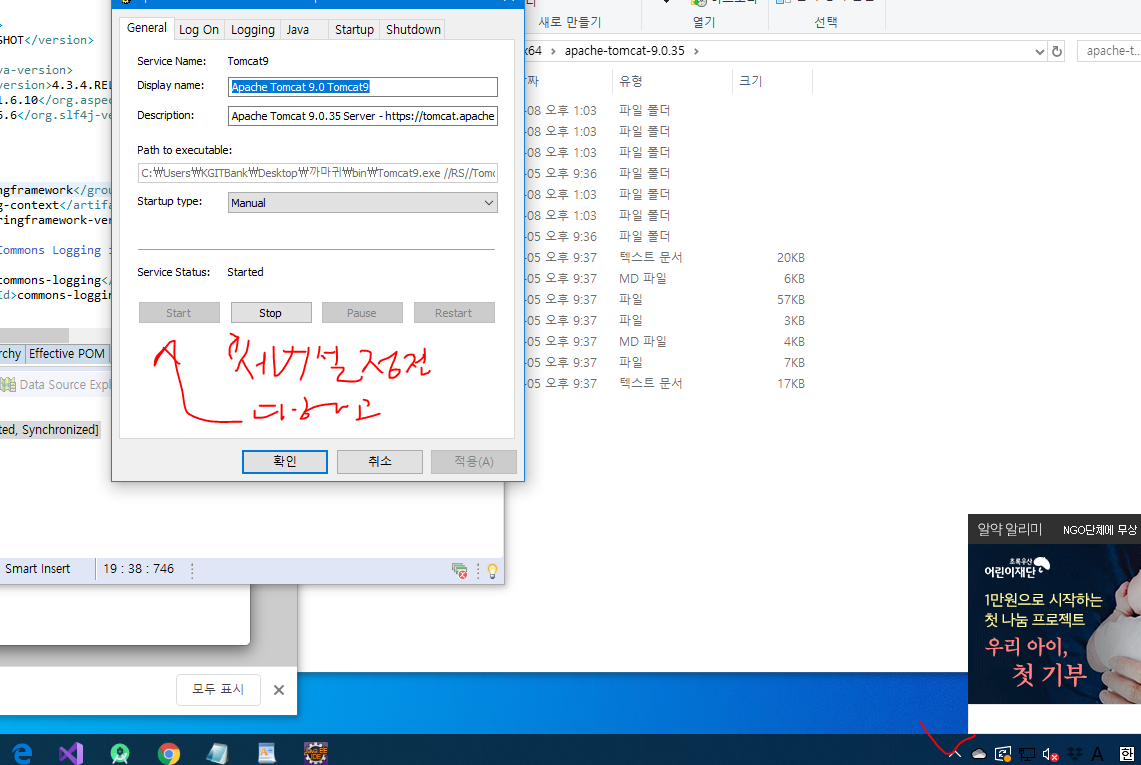 SHOT</version>
General
Log On
Logging
Java
Startup
Shutdown
새로 만들기
열기
선택
x64 > apache-tomcat-9.0.35 >
apache-t...
Service Name: Tomcat9
Display name: Apache Tomcat 9.0 Tomcat9
Description: Apache Tomcat 9.0.35 Server - https://tomcat.apache
Path to executable:
C:₩Users₩KGITBank₩Desktop₩까마귀₩bin₩Tomcat9.exe //RS//Tomc
Startup type: Manual
Service Status: Started
Start
Stop
Pause
Restart
확인
취소
적용(A)
va-version>
version>4.3.4.REL
1.6.10</org.aspec
5.6</org.slf4j-ve
ingframework</grou
g-context</artifa
ringframework-ver
Commons Logging
commons-logging</
Id>commons-loggin
rchy
Effective POM
Data Source Expl
ted, Synchronized]
짜 유형 크기
-08 오후 1:03 파일 폴더
-08 오후 1:03 파일 폴더
-08 오후 1:03 파일 폴더
-05 오후 9:36 파일 폴더
-08 오후 1:03 파일 폴더
-08 오후 1:03 파일 폴더
-05 오후 9:36 파일 폴더
-05 오후 9:37 텍스트 문서 20KB
-05 오후 9:37 MD 파일 6KB
-05 오후 9:37 파일 57KB
-05 오후 9:37 파일 3KB
-05 오후 9:37 MD 파일 4KB
-05 오후 9:37 파일 7KB
-05 오후 9:37 텍스트 문서 17KB
Smart Insert
19 : 38 : 746
모두 표시
알약 알리미
NGO단체에 무상
초록우산
어린이재단
1만원으로 시작하는
첫 나눔 프로젝트
우리 아이,
첫 기부
A
한